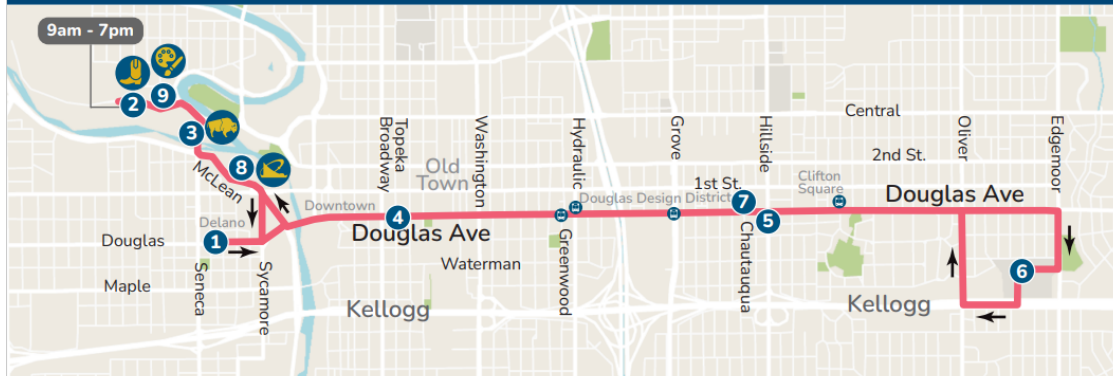 9am - 7pm
2
9
3
8
McLean
Delano
Douglas
1
Maple
Seneca
Sycamore
Downtown
Topeka
Broadway
4
Old
Town
Douglas Ave
Kellogg
Washington
Waterman
Hydraulic
Greenwood
Douglas Design District
Grove
1st St.
7
5
Hillside
Chautauqua
Clifton
Square
Central
2nd St.
Douglas Ave
Oliver
Edgemoor
6
Kellogg